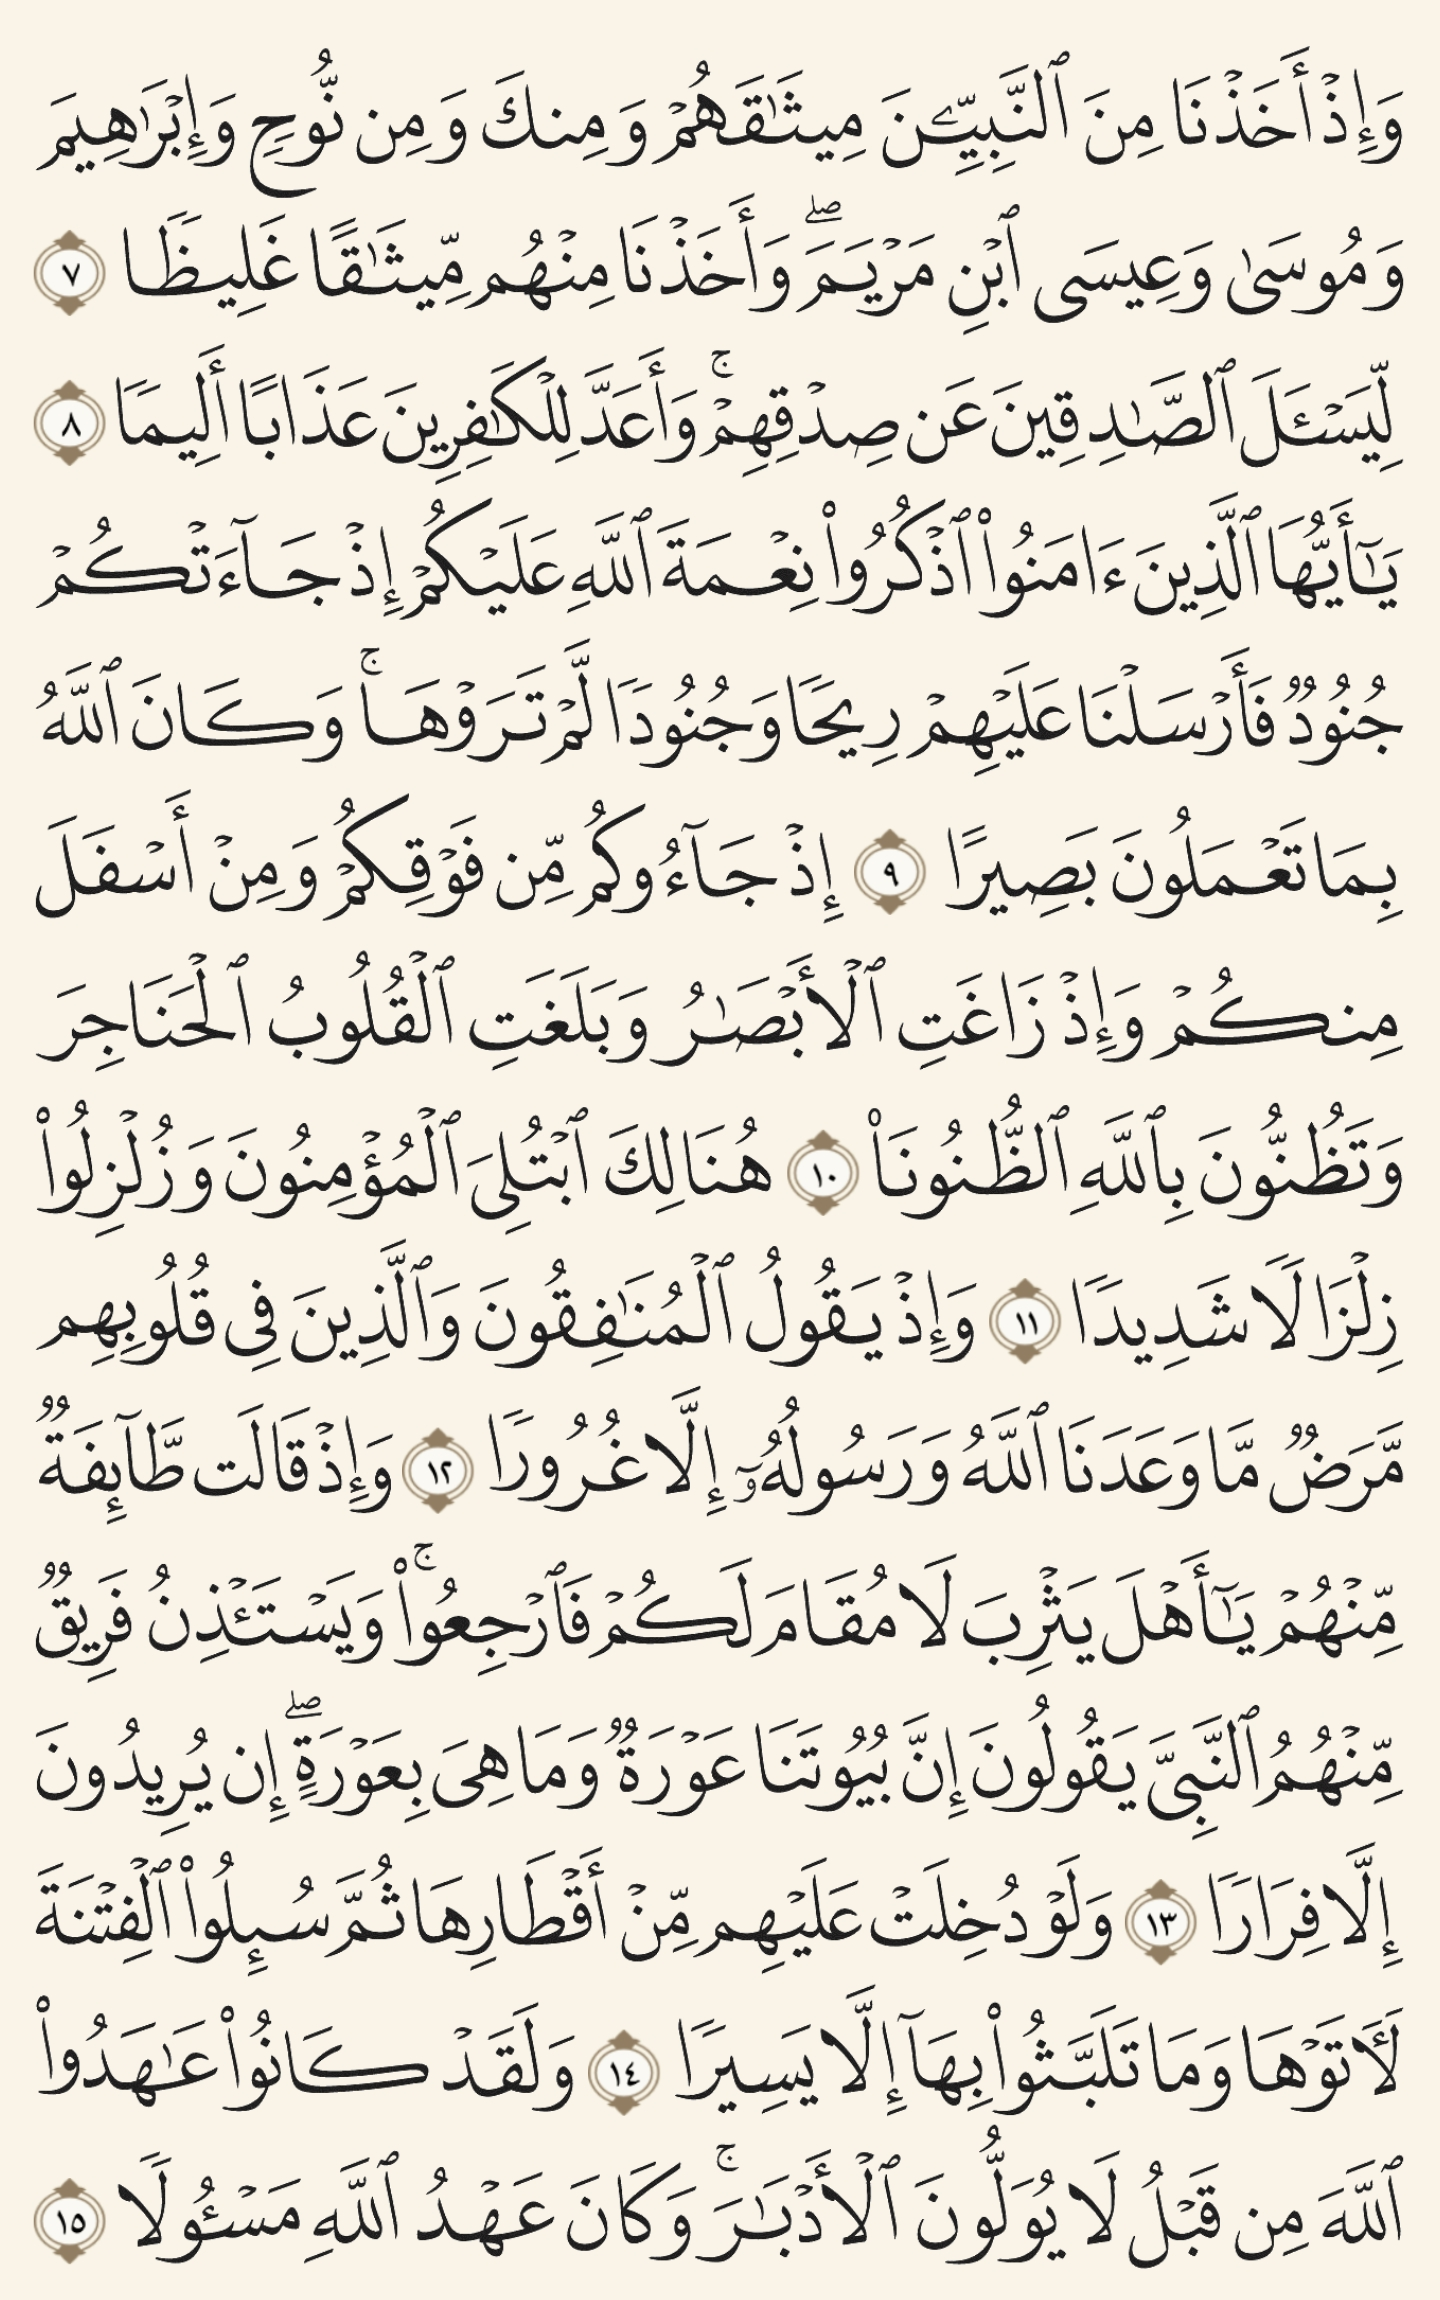 وَإِذۡ أَخَذۡنَا مِنَ ٱلنَّبِيِّـۧنَ مِيثَٰقَهُمۡ وَمِنكَ وَمِن نُّوحٖ وَإِبۡرَٰهِيمَ
وَمُوسَىٰ وَعِيسَى ٱبۡنِ مَرۡيَمَۖ وَأَخَذۡنَا مِنۡهُم مِّيثَٰقًا غَلِيظٗا ٧
لِّيَسۡـَٔلَ ٱلصَّٰدِقِينَ عَن صِدۡقِهِمۡۚ وَأَعَدَّ لِلۡكَٰفِرِينَ عَذَابًا أَلِيمٗا ٨
يَٰٓأَيُّهَا ٱلَّذِينَ ءَامَنُواْ ٱذۡكُرُواْ نِعۡمَةَ ٱللَّهِ عَلَيۡكُمۡ إِذۡ جَآءَتۡكُمۡ
جُنُودٞ فَأَرۡسَلۡنَا عَلَيۡهِمۡ رِيحٗا وَجُنُودٗا لَّمۡ تَرَوۡهَاۚ وَكَانَ ٱللَّهُ
بِمَا تَعۡمَلُونَ بَصِيرًا ٩ إِذۡ جَآءُوكُم مِّن فَوۡقِكُمۡ وَمِنۡ أَسۡفَلَ
مِنكُمۡ وَإِذۡ زَاغَتِ ٱلۡأَبۡصَٰرُ وَبَلَغَتِ ٱلۡقُلُوبُ ٱلۡحَنَاجِرَ
وَتَظُنُّونَ بِٱللَّهِ ٱلظُّنُونَا۠ ١٠ هُنَالِكَ ٱبۡتُلِيَ ٱلۡمُؤۡمِنُونَ وَزُلۡزِلُواْ
زِلۡزَالٗا شَدِيدٗا ١١ وَإِذۡ يَقُولُ ٱلۡمُنَٰفِقُونَ وَٱلَّذِينَ فِي قُلُوبِهِم
مَّرَضٞ مَّا وَعَدَنَا ٱللَّهُ وَرَسُولُهُۥٓ إِلَّا غُرُورٗا ١٢ وَإِذۡ قَالَت طَّآئِفَةٞ
مِّنۡهُمۡ يَٰٓأَهۡلَ يَثۡرِبَ لَا مُقَامَ لَكُمۡ فَٱرۡجِعُواْۚ وَيَسۡتَـٔۡذِنُ فَرِيقٞ
مِّنۡهُمُ ٱلنَّبِيَّ يَقُولُونَ إِنَّ بُيُوتَنَا عَوۡرَةٞ وَمَا هِيَ بِعَوۡرَةٍۖ إِن يُرِيدُونَ
إِلَّا فِرَارٗا ١٣ وَلَوۡ دُخِلَتۡ عَلَيۡهِم مِّنۡ أَقۡطَارِهَا ثُمَّ سُئِلُواْ ٱلۡفِتۡنَةَ
لَأٓتَوۡهَا وَمَا تَلَبَّثُواْ بِهَآ إِلَّا يَسِيرٗا ١٤ وَلَقَدۡ كَانُواْ عَٰهَدُواْ
ٱللَّهَ مِن قَبۡلُ لَا يُوَلُّونَ ٱلۡأَدۡبَٰرَۚ وَكَانَ عَهۡدُ ٱللَّهِ مَسۡـُٔولٗا ١٥